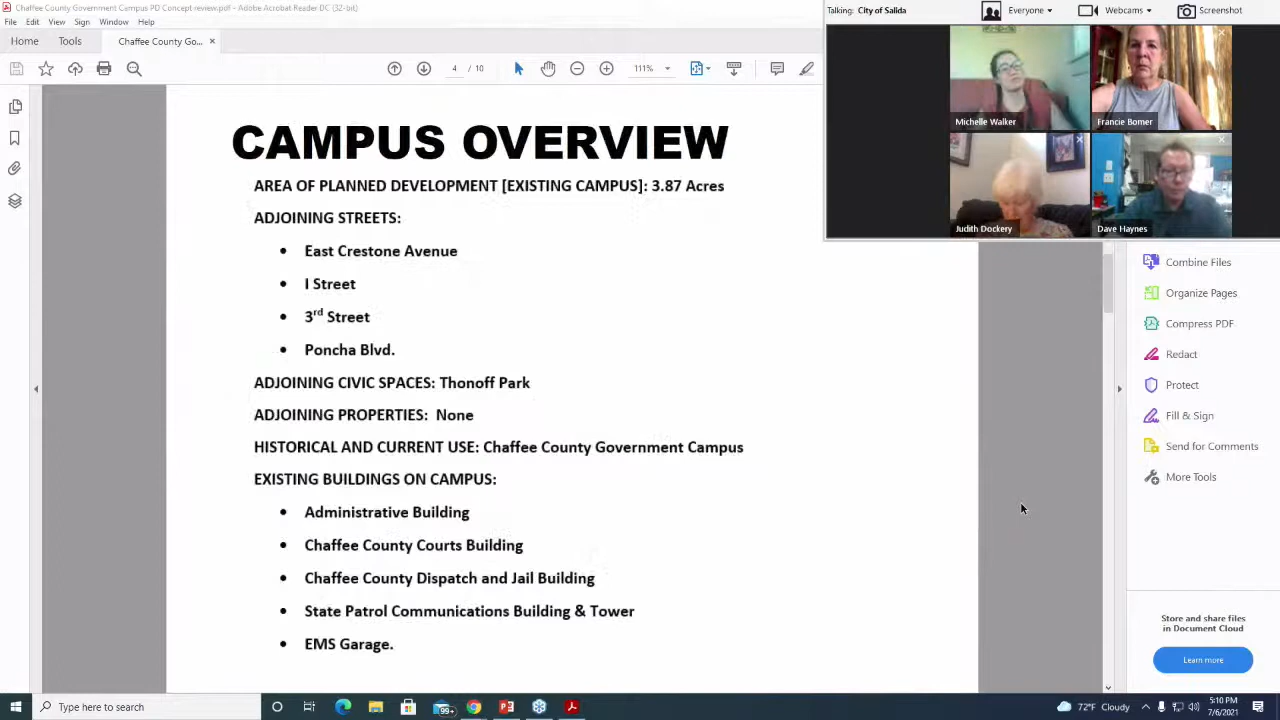 Chaffee County Government Campus PD Concept review.pdf - Adobe Acrobat Reader DC (32-bit)
File Edit View Sign Window Help
Talking: City of Salida
Everyone
Webcams
Screenshot
Home Tools Chaffee County Go... ×
4 / 10
111%
Michelle Walker
Francie Bomer
Judith Dockery
Dave Haynes
CAMPUS OVERVIEW
AREA OF PLANNED DEVELOPMENT [EXISTING CAMPUS]: 3.87 Acres
ADJOINING STREETS:
• East Crestone Avenue
• I Street
• 3rd Street
• Poncha Blvd.
ADJOINING CIVIC SPACES: Thonoff Park
ADJOINING PROPERTIES: None
HISTORICAL AND CURRENT USE: Chaffee County Government Campus
EXISTING BUILDINGS ON CAMPUS:
• Administrative Building
• Chaffee County Courts Building
• Chaffee County Dispatch and Jail Building
• State Patrol Communications Building & Tower
• EMS Garage.
Combine Files
Organize Pages
Compress PDF
Redact
Protect
Fill & Sign
Send for Comments
More Tools
Store and share files
in Document Cloud
Learn more
Type here to search
99+
72°F Cloudy
5:10 PM
7/6/2021